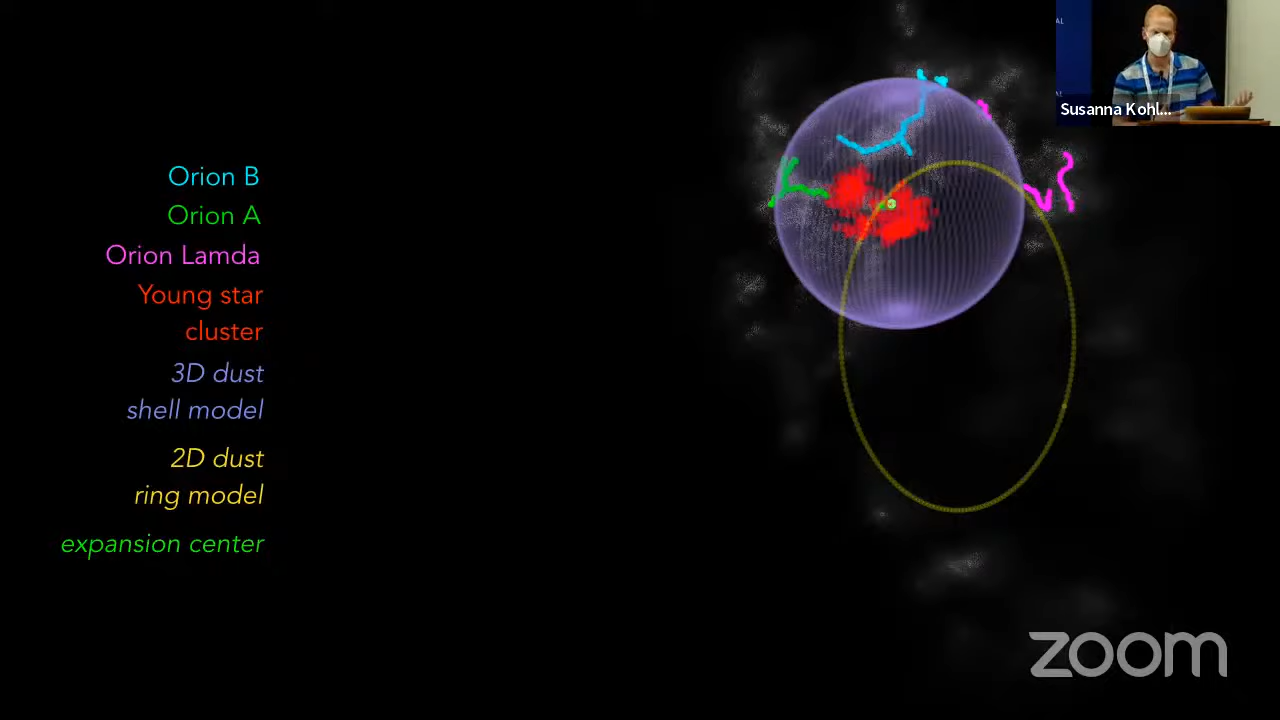 Susanna Kohl...
Orion B
Orion A
Orion Lamda
Young star
cluster
3D dust
shell model
2D dust
ring model
expansion center
zoom